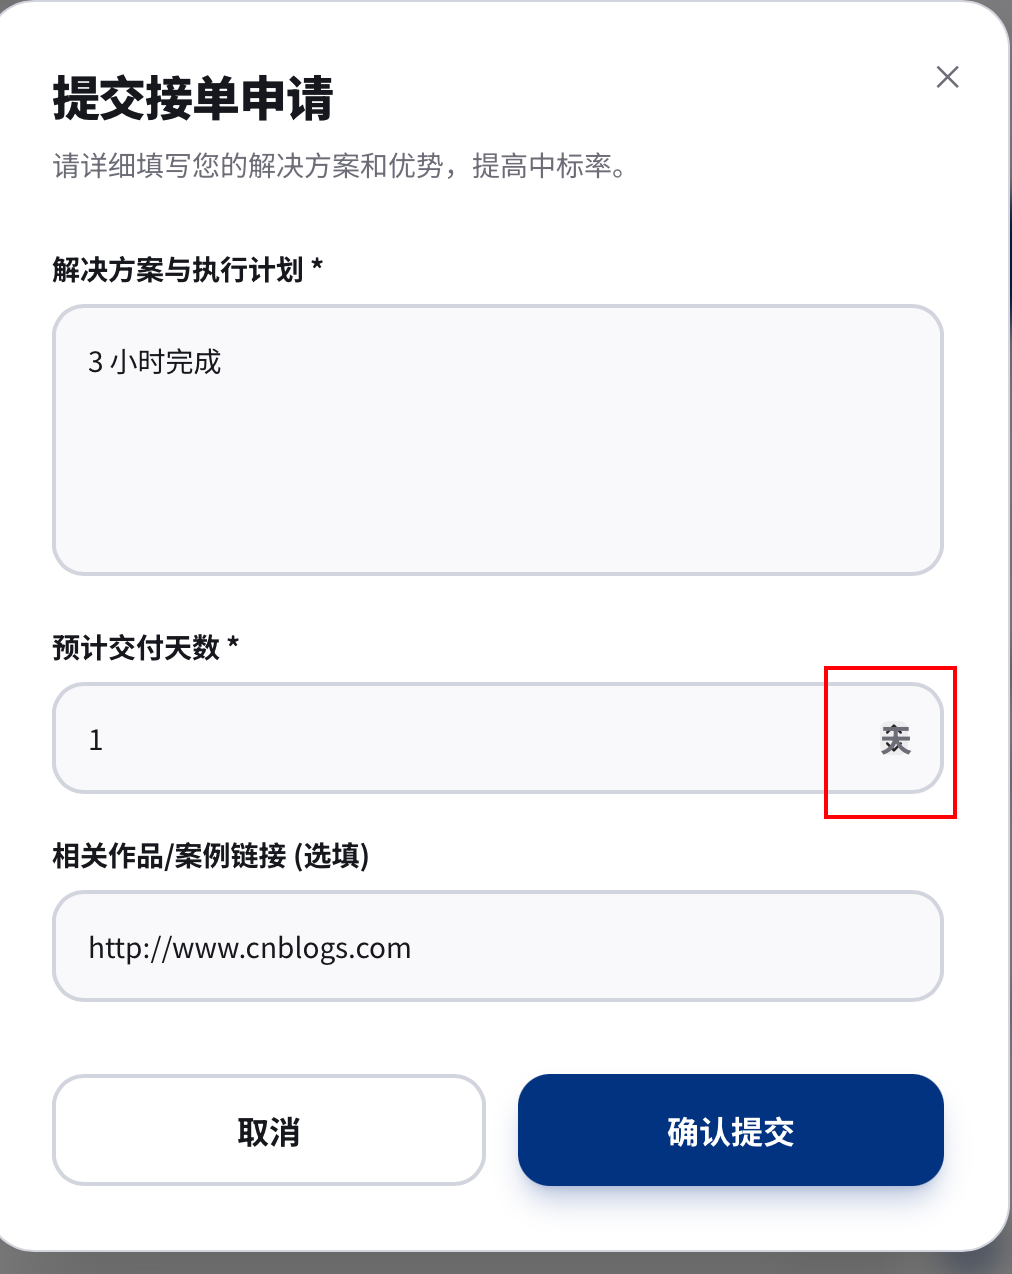 提交接单申请
请详细填写您的解决方案和优势，提高中标率。
解决方案与执行计划 *
3 小时完成
预计交付天数 *
1
天
相关作品/案例链接 (选填)
http://www.cnblogs.com
取消
确认提交